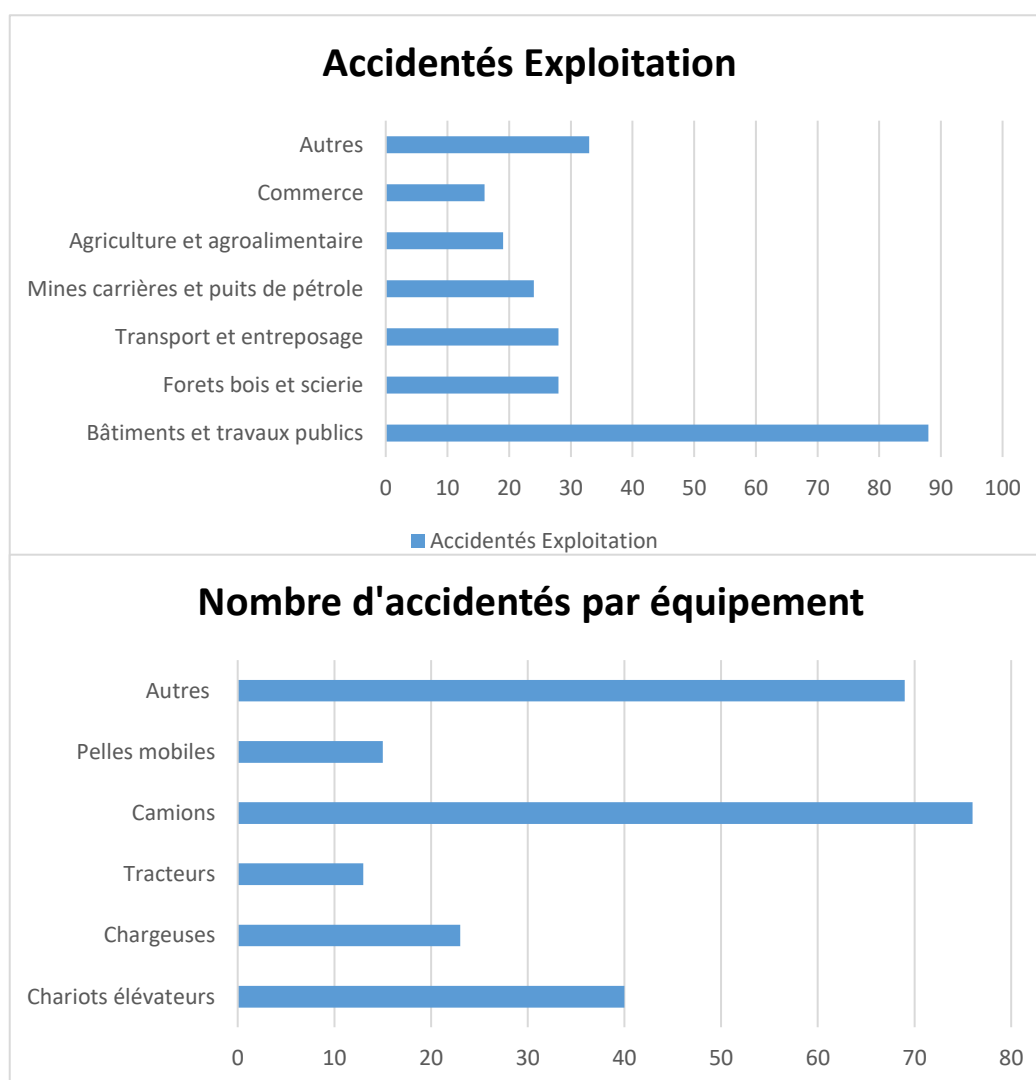 Accidentés Exploitation
Autres
Commerce
Agriculture et agroalimentaire
Mines carrières et puits de pétrole
Transport et entreposage
Forets bois et scierie
Bâtiments et travaux publics
0 10 20 30 40 50 60 70 80 90 100
Accidentés Exploitation
Nombre d'accidentés par équipement
Autres
Pelles mobiles
Camions
Tracteurs
Chargeuses
Chariots élévateurs
0 10 20 30 40 50 60 70 80